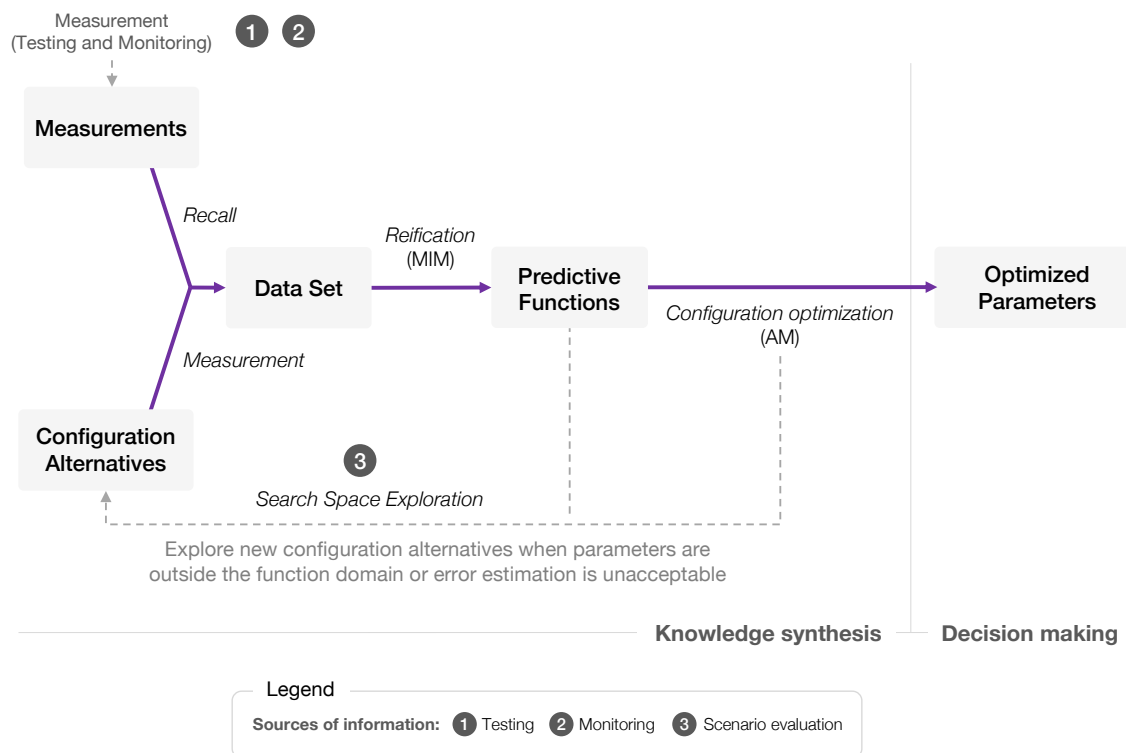 Measurement
(Testing and Monitoring)
1 2
Measurements
Recall
Reification
(MIM)
Data Set
Predictive
Functions
Optimized
Parameters
Configuration optimization
(AM)
Measurement
Configuration
Alternatives
3
Search Space Exploration
Explore new configuration alternatives when parameters are
outside the function domain or error estimation is unacceptable
Knowledge synthesis
Decision making
Legend
Sources of information: 1 Testing 2 Monitoring 3 Scenario evaluation